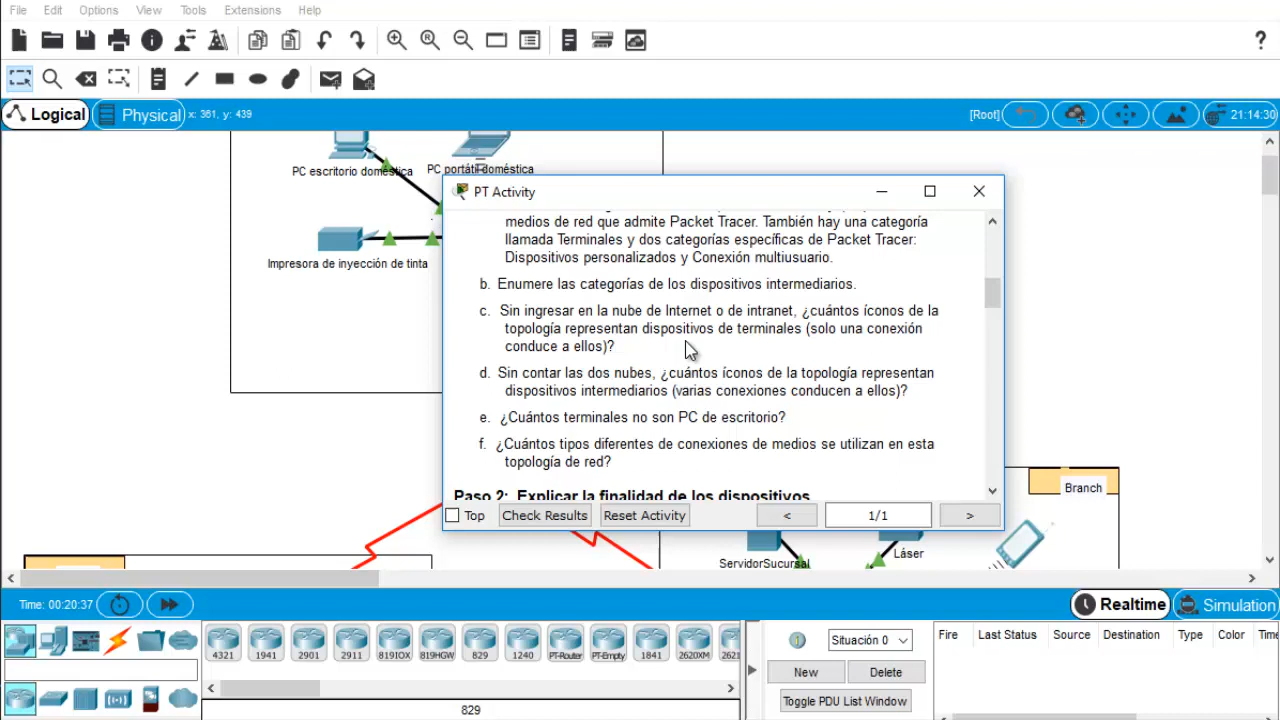 File Edit Options View Tools Extensions Help
?
Logical Physical x: 361, y: 439 [Root] 21:14:30
PC escritorio doméstica
PC portátil doméstica
Impresora de inyección de tinta
PT Activity
medios de red que admite Packet Tracer. También hay una categoría
llamada Terminales y dos categorías específicas de Packet Tracer:
Dispositivos personalizados y Conexión multiusuario.
b. Enumere las categorías de los dispositivos intermediarios.
c. Sin ingresar en la nube de Internet o de intranet, ¿cuántos íconos de la
topología representan dispositivos de terminales (solo una conexión
conduce a ellos)?
d. Sin contar las dos nubes, ¿cuántos íconos de la topología representan
dispositivos intermediarios (varias conexiones conducen a ellos)?
e. ¿Cuántos terminales no son PC de escritorio?
f. ¿Cuántos tipos diferentes de conexiones de medios se utilizan en esta
topología de red?
Paso 2: Explicar la finalidad de los dispositivos
Top Check Results Reset Activity < 1/1 >
Branch
ServidorSucursal
Láser
Time: 00:20:37 Realtime Simulation
4321 1941 2901 2911 819IOX 819HGW 829 1240 PT-Router PT-Empty 1841 2620XM 2621
829
Situación 0
New Delete
Toggle PDU List Window
Fire Last Status Source Destination Type Color Time